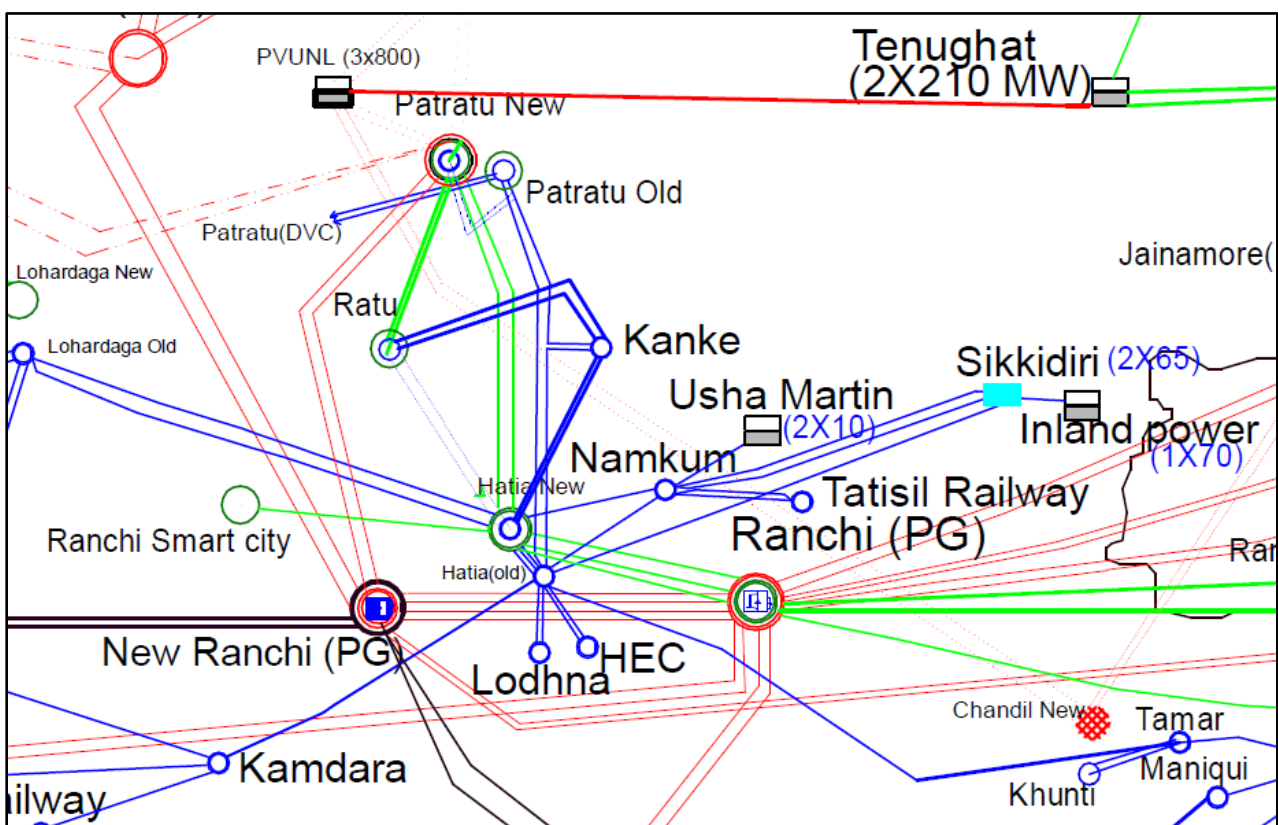 Tenughat
(2X210 MW)
PVUNL (3x800)
Patratu New
Patratu Old
Patratu(DVC)
Jainamore(
Lohardaga New
Ratu
Lohardaga Old
Kanke
Sikkidiri (2X65)
Usha Martin
(2X10)
Inland power
(1X70)
Namkum
Hatia New
Tatisil Railway
Ranchi Smart city
Ranchi (PG)
Ran
Hatia(old)
New Ranchi (PG)
HEC
Lodhna
Chandil New
Tamar
Kamdara
Maniqui
Khunti
ailway